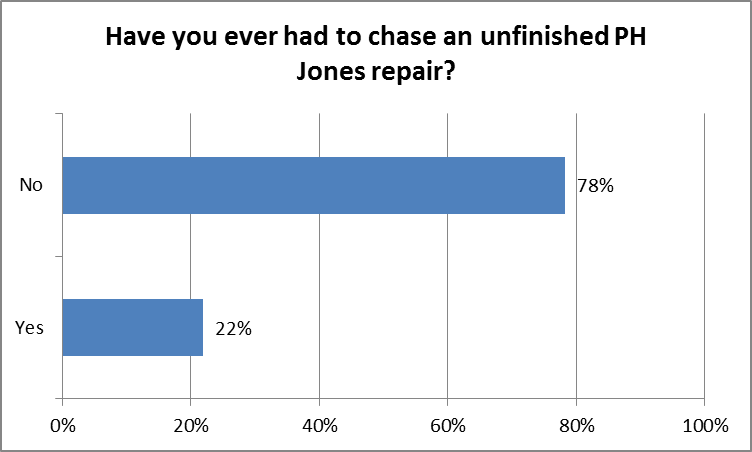 Have you ever had to chase an unfinished PH
Jones repair?
No
78%
Yes
22%
0%
20%
40%
60%
80%
100%